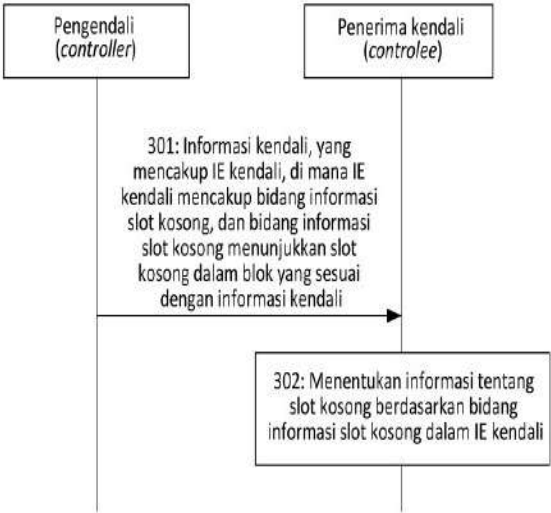 Pengendali
(controller)
Penerima kendali
(controlee)
301: Informasi kendali, yang
mencakup IE kendali, di mana IE
kendali mencakup bidang informasi
slot kosong, dan bidang informasi
slot kosong menunjukkan slot
kosong dalam blok yang sesuai
dengan informasi kendali
302: Menentukan informasi tentang
slot kosong berdasarkan bidang
informasi slot kosong dalam IE kendali